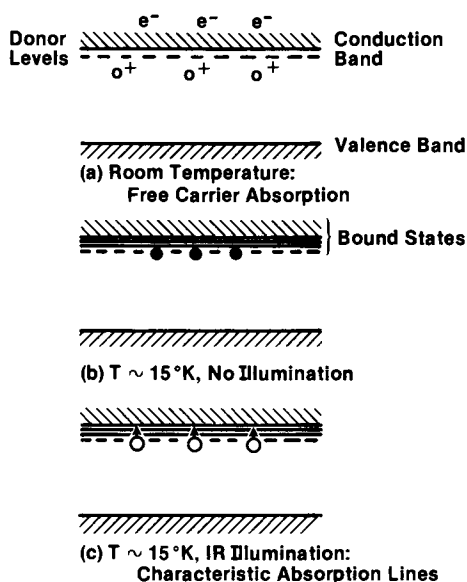 e⁻ e⁻ e⁻
Donor Levels
Conduction Band
o⁺ o⁺ o⁺
Valence Band
(a) Room Temperature:
Free Carrier Absorption
Bound States
(b) T ~ 15°K, No Illumination
(c) T ~ 15°K, IR Illumination:
Characteristic Absorption Lines